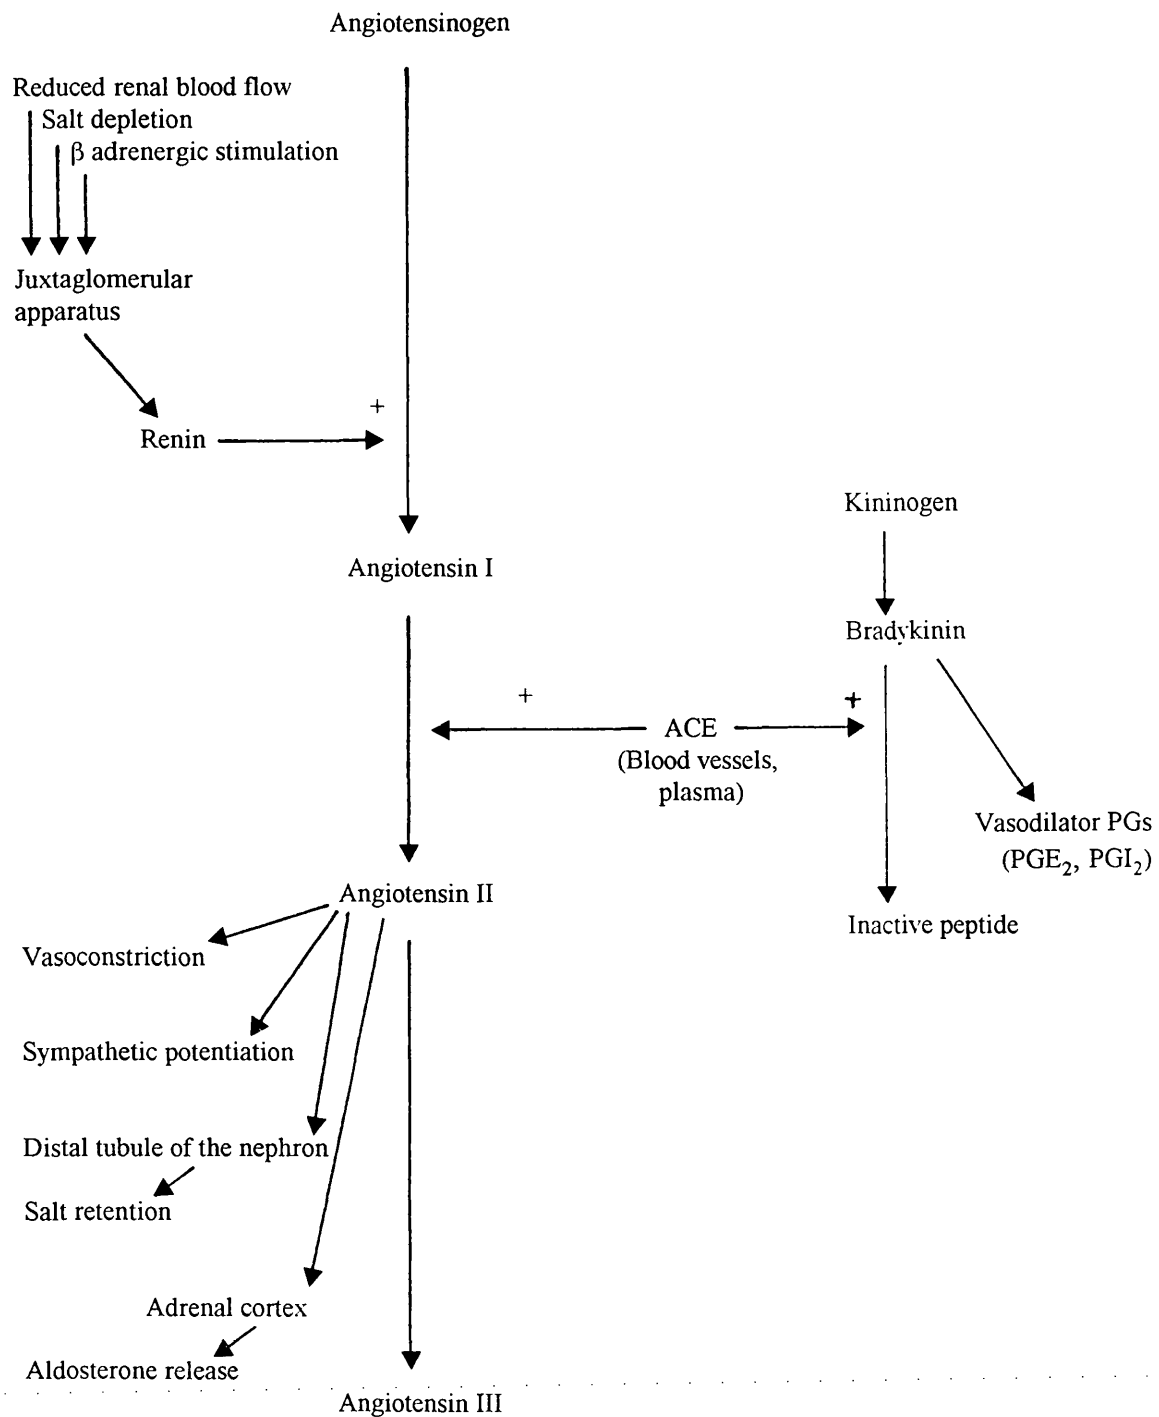 Angiotensinogen
Reduced renal blood flow
Salt depletion
β adrenergic stimulation
Juxtaglomerular
apparatus
+
Renin
Kininogen
Angiotensin I
Bradykinin
+
+
ACE
(Blood vessels,
plasma)
Vasodilator PGs
(PGE₂, PGI₂)
Angiotensin II
Inactive peptide
Vasoconstriction
Sympathetic potentiation
Distal tubule of the nephron
Salt retention
Adrenal cortex
Aldosterone release
Angiotensin III